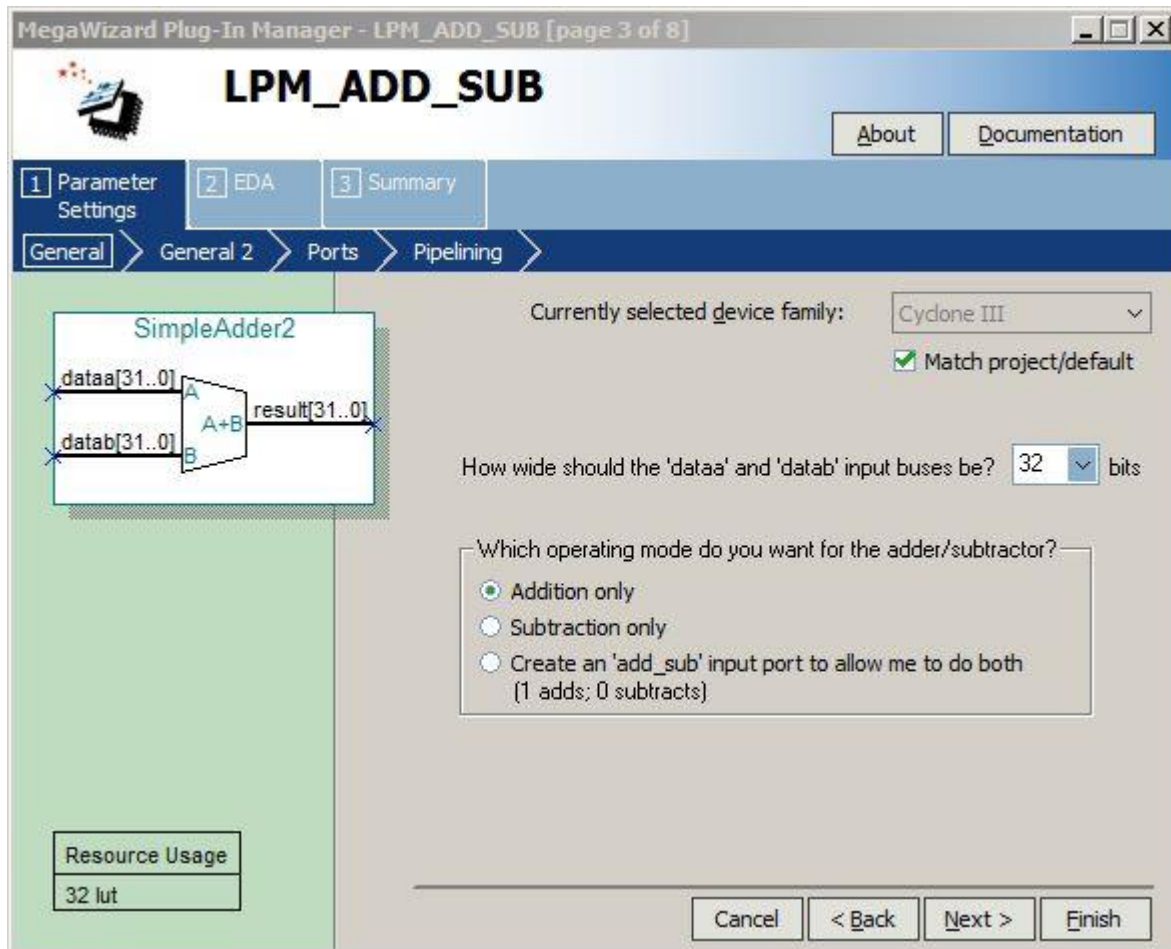 MegaWizard Plug-In Manager - LPM_ADD_SUB [page 3 of 8]
LPM_ADD_SUB
About
Documentation
1 Parameter Settings
2 EDA
3 Summary
General
General 2
Ports
Pipelining
SimpleAdder2
dataa[31..0]
A
A+B
result[31..0]
datab[31..0]
B
Currently selected device family:
Cyclone III
Match project/default
How wide should the 'dataa' and 'datab' input buses be? 32 bits
Which operating mode do you want for the adder/subtractor?
Addition only
Subtraction only
Create an 'add_sub' input port to allow me to do both
(1 adds; 0 subtracts)
Resource Usage
32 lut
Cancel
< Back
Next >
Finish